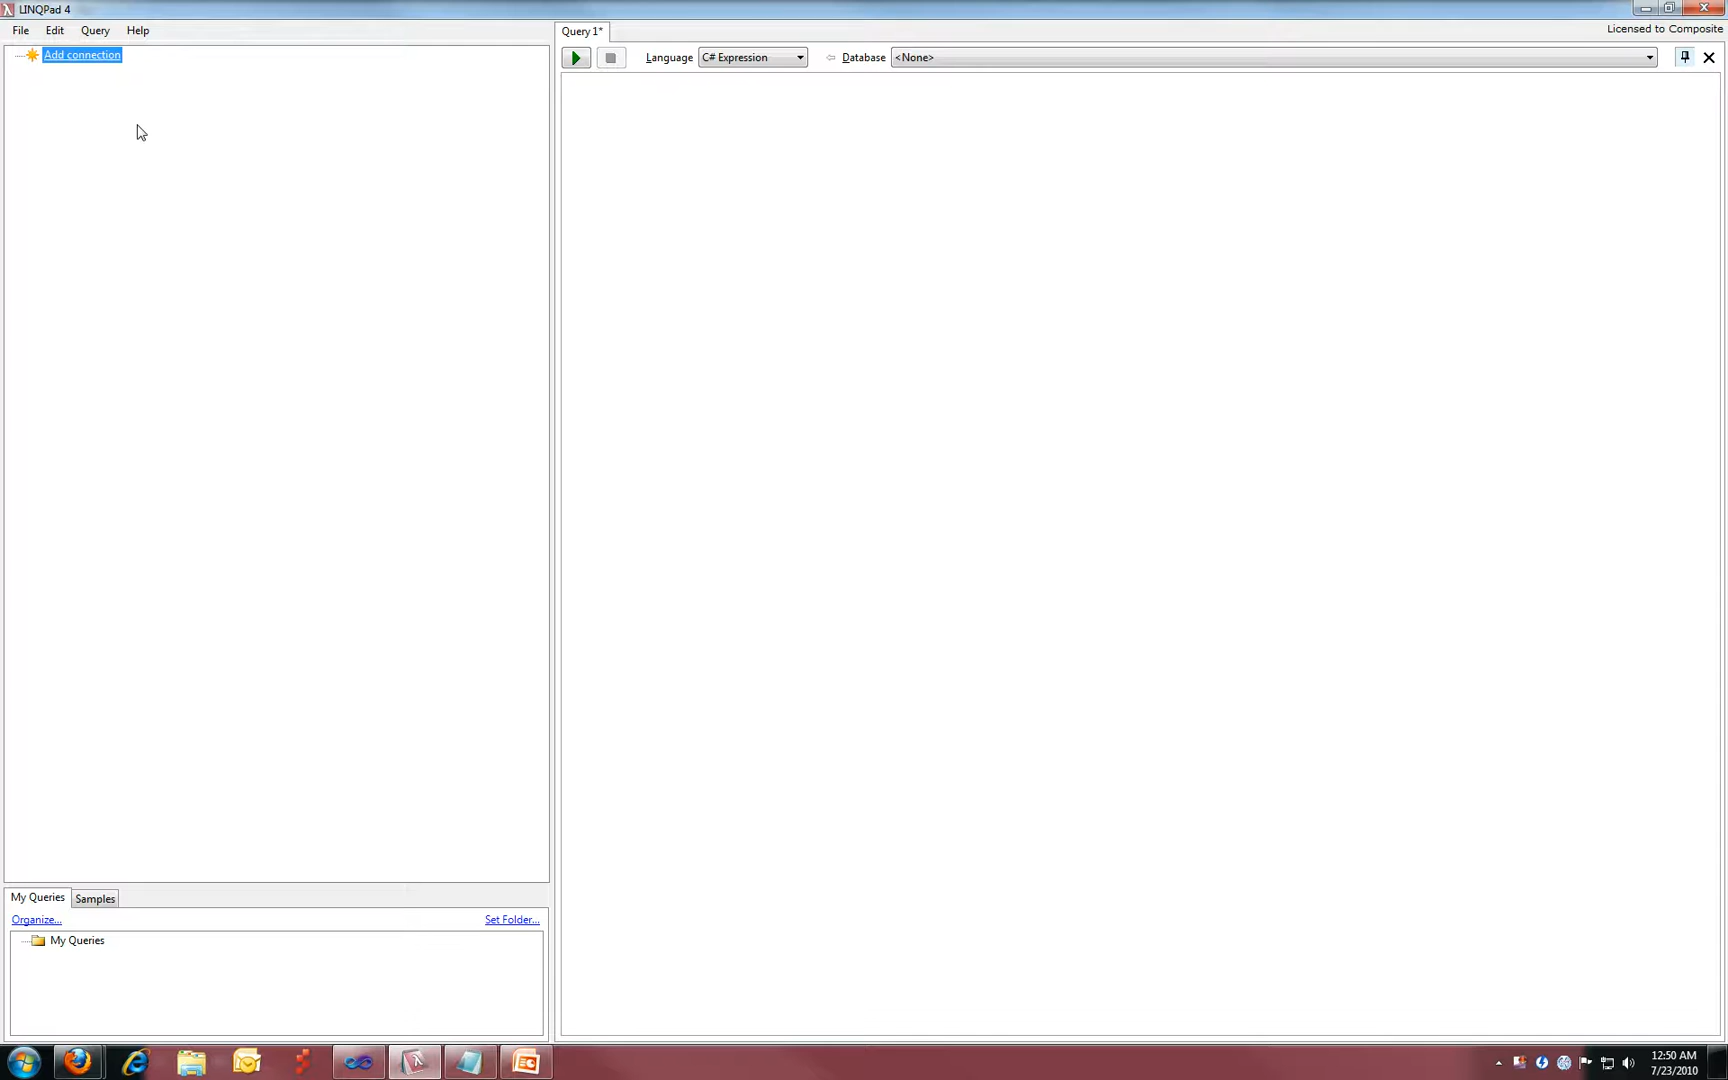 LINQPad 4
File Edit Query Help
Add connection
Query 1*
Licensed to Composite
Language C# Expression Database <None>
My Queries Samples
Organize... Set Folder...
My Queries
12:50 AM
7/23/2010